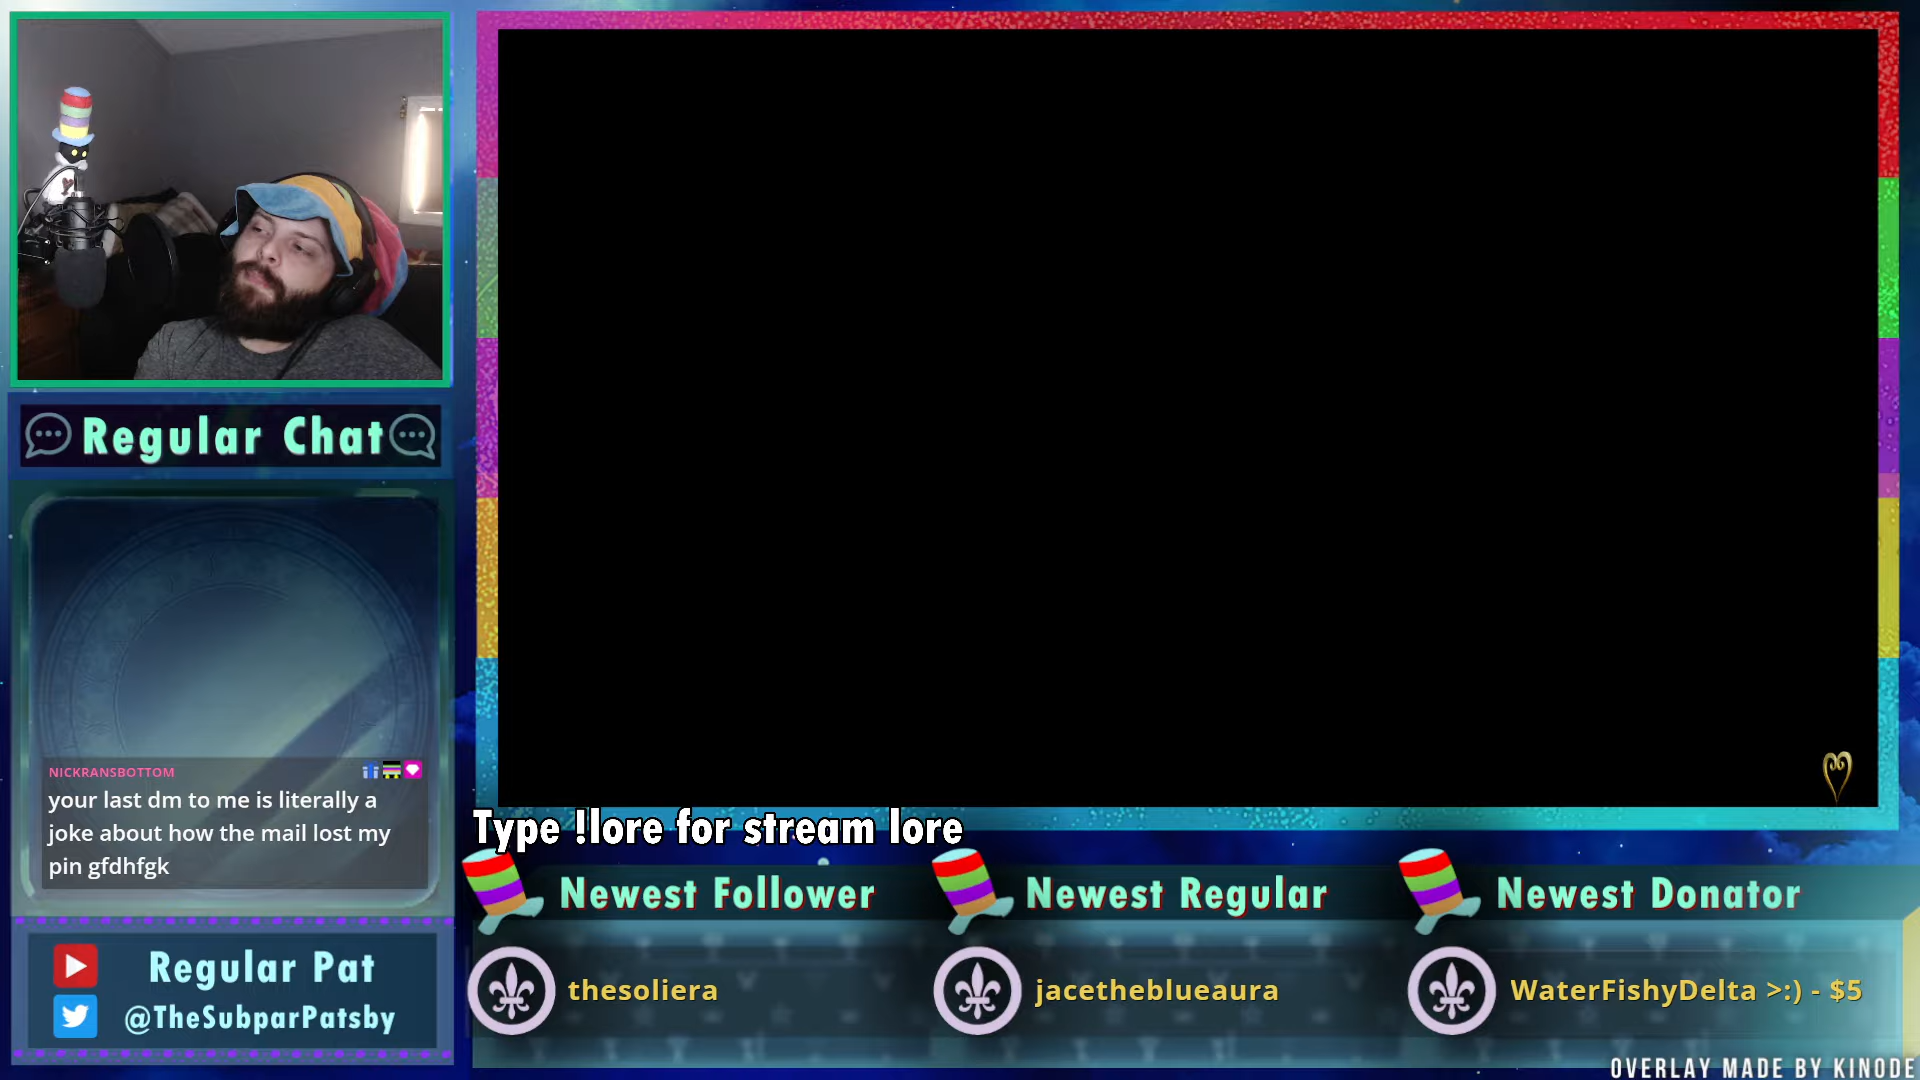 Regular Chat
NICKRANSBOTTOM
your last dm to me is literally a
joke about how the mail lost my
pin gfdhfgk
Regular Pat
@TheSubparPatsby
Type !lore for stream lore
Newest Follower
thesoliera
Newest Regular
jacetheblueaura
Newest Donator
WaterFishyDelta >:) - $5
OVERLAY MADE BY KINODE